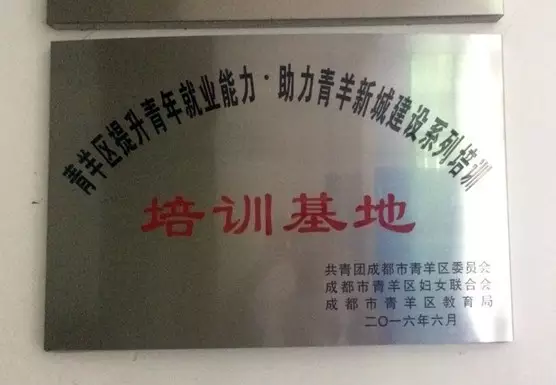 青羊区提升青年就业能力·助力青羊新城建设系列培训
培训基地
共青团成都市青羊区委员会
成都市青羊区妇女联合会
成都市青羊区教育局
二〇一六年六月